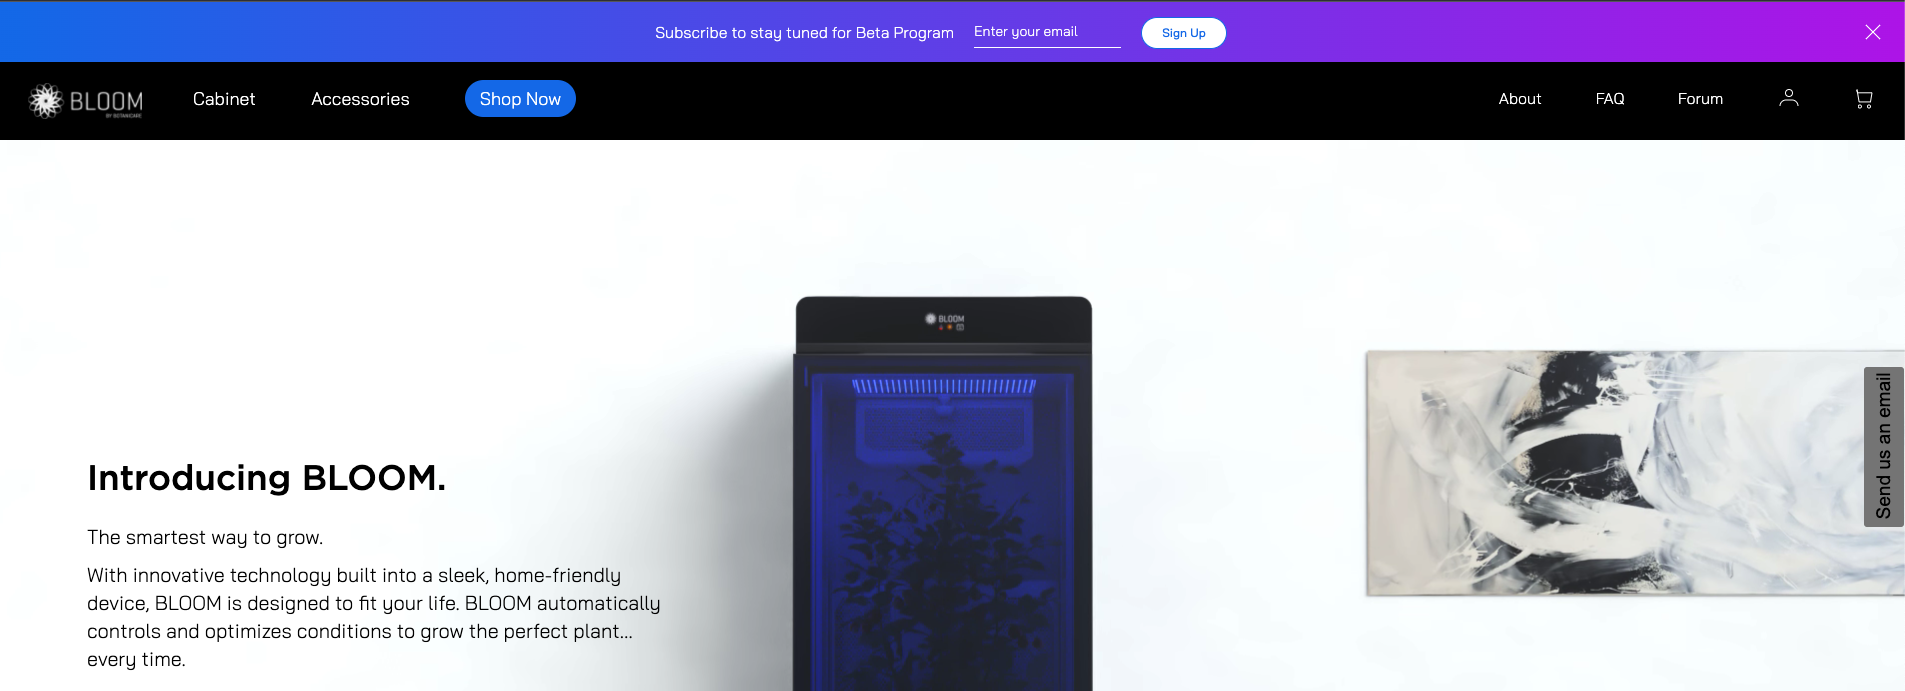 Subscribe to stay tuned for Beta Program
Enter your email
Sign Up
BLOOM
BY BOTANICARE
Cabinet
Accessories
Shop Now
About
FAQ
Forum
BLOOM
Introducing BLOOM.
The smartest way to grow.
With innovative technology built into a sleek, home-friendly
device, BLOOM is designed to fit your life. BLOOM automatically
controls and optimizes conditions to grow the perfect plant...
every time.
Send us an email